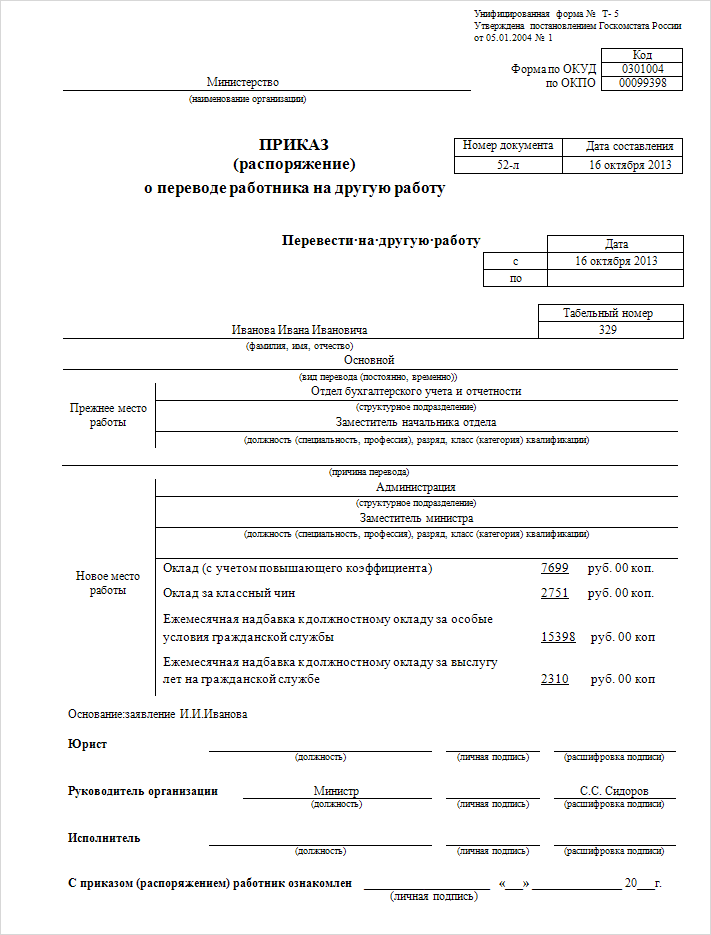 Унифицированная форма № Т- 5
Утверждена постановлением Госкомстата России
от 05.01.2004 № 1
Код
Форма по ОКУД 0301004
по ОКПО 00099398
Министерство
(наименование организации)
ПРИКАЗ
(распоряжение)
о переводе работника на другую работу
Номер документа Дата составления
52-л 16 октября 2013
Перевести·на·другую·работу
Дата
с 16 октября 2013
по
Табельный номер
Иванова Ивана Ивановича 329
(фамилия, имя, отчество)
Основной
(вид перевода (постоянно, временно))
Прежнее место работы
Отдел бухгалтерского учета и отчетности
(структурное подразделение)
Заместитель начальника отдела
(должность (специальность, профессия), разряд, класс (категория) квалификации)
(причина перевода)
Новое место работы
Администрация
(структурное подразделение)
Заместитель министра
(должность (специальность, профессия), разряд, класс (категория) квалификации)
Оклад (с учетом повышающего коэффициента) 7699 руб. 00 коп.
Оклад за классный чин 2751 руб. 00 коп.
Ежемесячная надбавка к должностному окладу за особые
условия гражданской службы 15398 руб. 00 коп
Ежемесячная надбавка к должностному окладу за выслугу
лет на гражданской службе 2310 руб. 00 коп
Основание:заявление И.И.Иванова
Юрист
(должность) (личная подпись) (расшифровка подписи)
Руководитель организации Министр С.С. Сидоров
(должность) (личная подпись) (расшифровка подписи)
Исполнитель
(должность) (личная подпись) (расшифровка подписи)
С приказом (распоряжением) работник ознакомлен «___» ______________ 20___г.
(личная подпись)